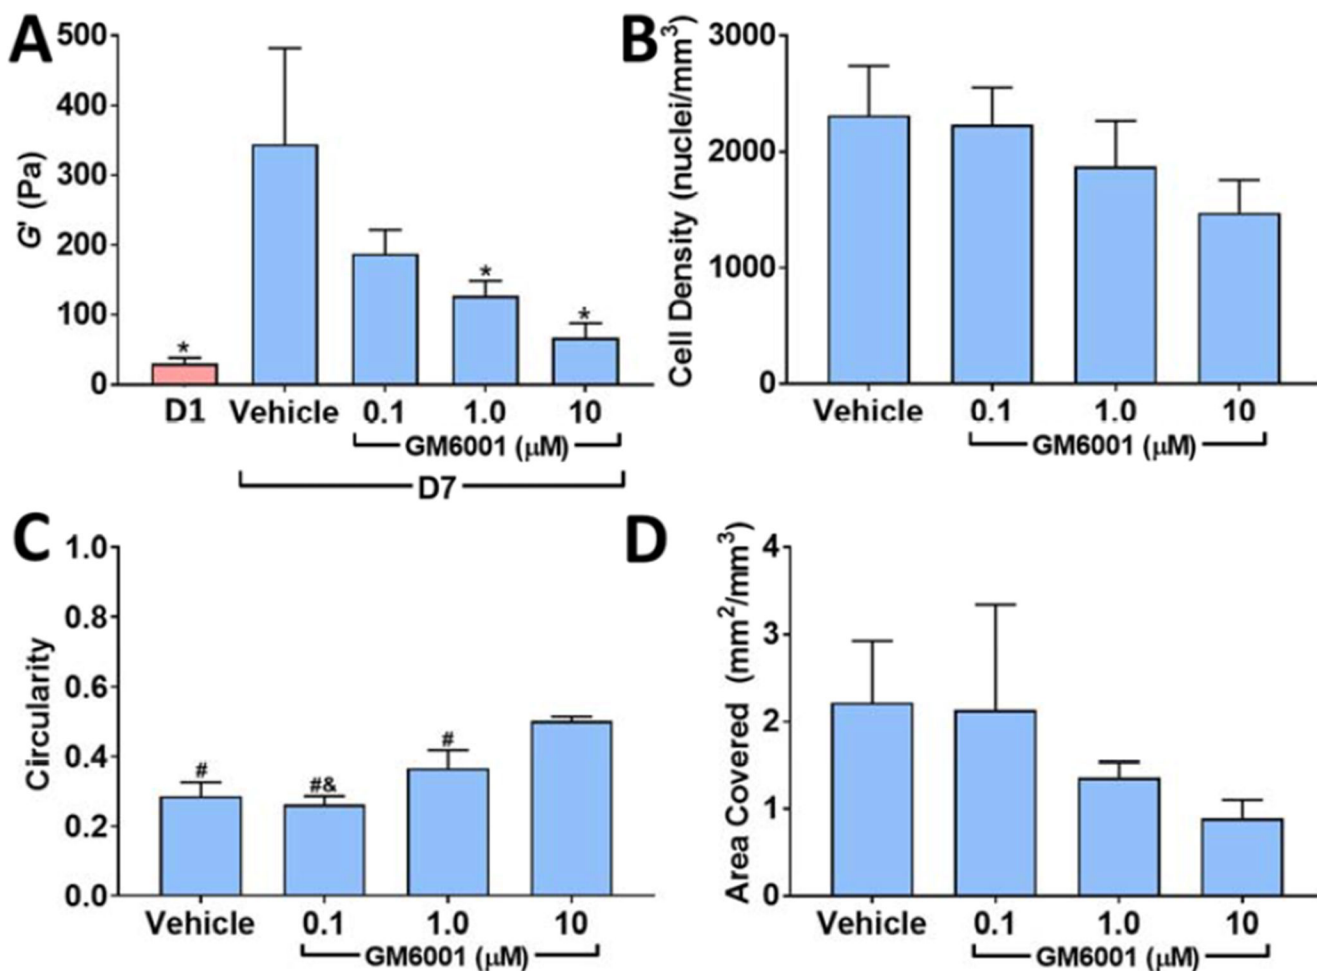 A
G' (Pa)
500
400
300
200
100
0
*
*
*
D1 Vehicle 0.1 1.0 10
GM6001 (μM)
D7
B
Cell Density (nuclei/mm³)
3000
2000
1000
0
Vehicle 0.1 1.0 10
GM6001 (μM)
C
Circularity
1.0
0.8
0.6
0.4
0.2
0.0
#
#&
#
Vehicle 0.1 1.0 10
GM6001 (μM)
D
Area Covered (mm²/mm³)
4
3
2
1
0
Vehicle 0.1 1.0 10
GM6001 (μM)